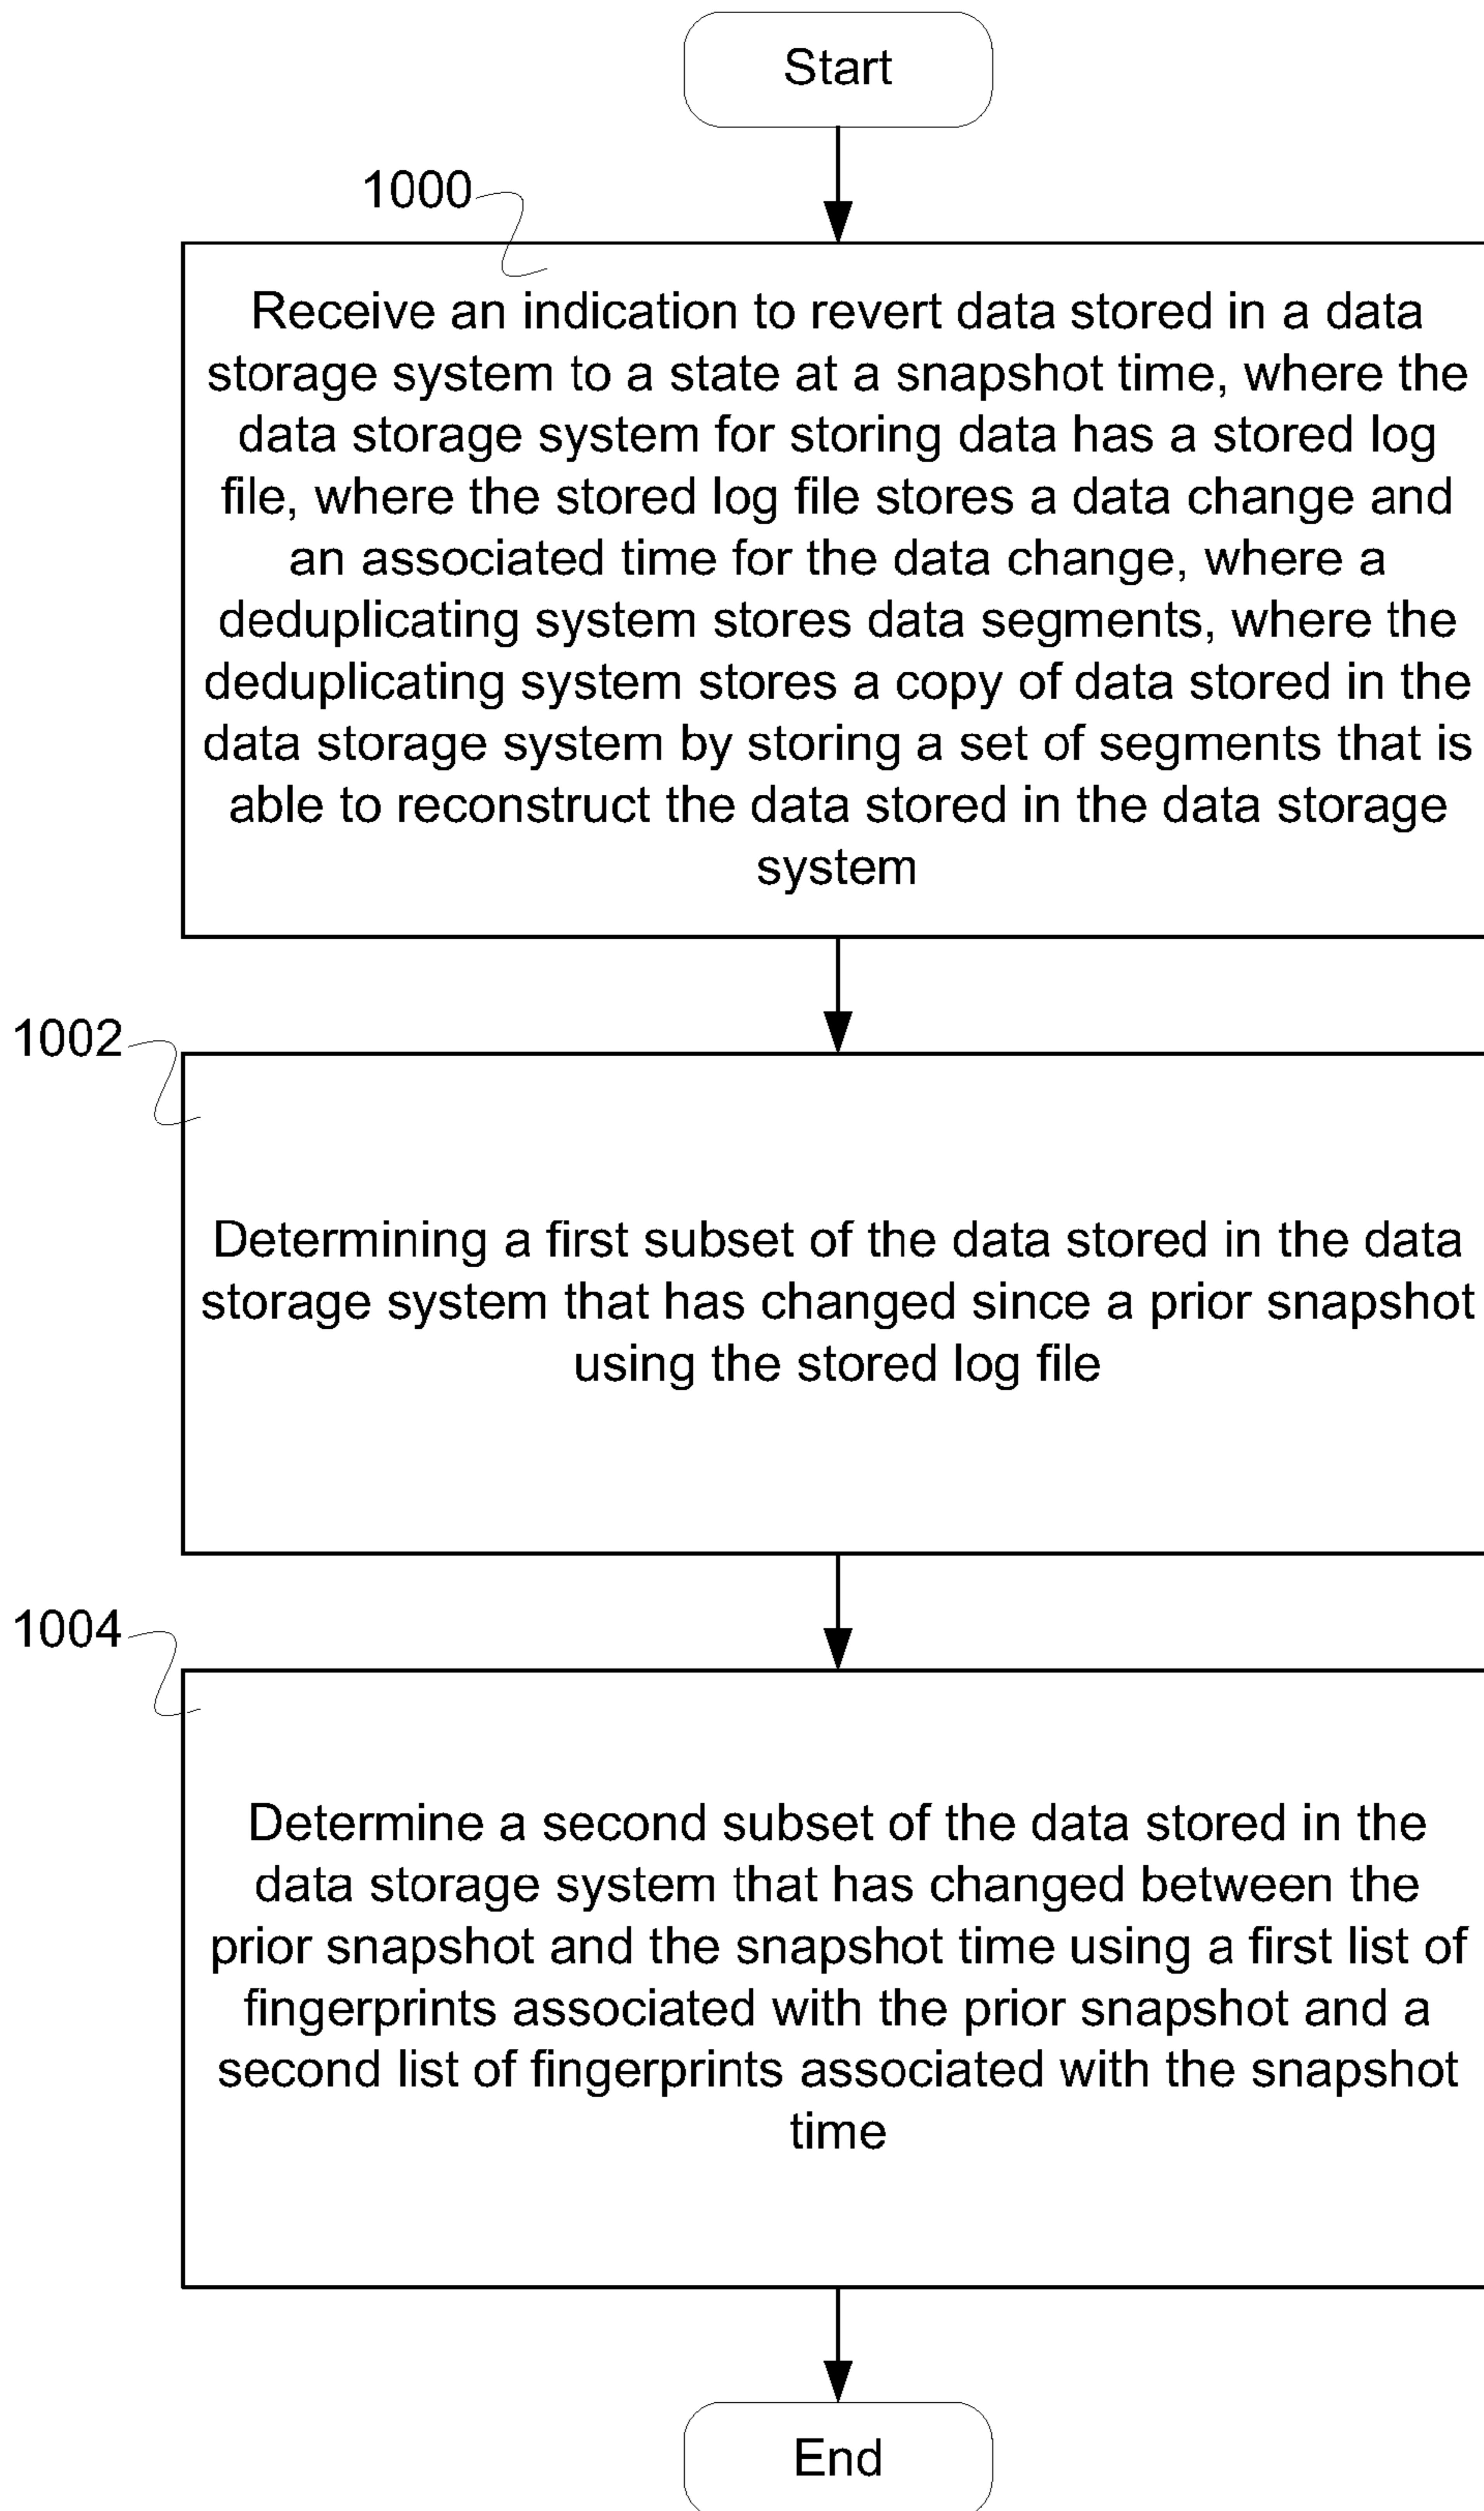 Start
1000
Receive an indication to revert data stored in a data
storage system to a state at a snapshot time, where the
data storage system for storing data has a stored log
file, where the stored log file stores a data change and
an associated time for the data change, where a
deduplicating system stores data segments, where the
deduplicating system stores a copy of data stored in the
data storage system by storing a set of segments that is
able to reconstruct the data stored in the data storage
system
1002
Determining a first subset of the data stored in the data
storage system that has changed since a prior snapshot
using the stored log file
1004
Determine a second subset of the data stored in the
data storage system that has changed between the
prior snapshot and the snapshot time using a first list of
fingerprints associated with the prior snapshot and a
second list of fingerprints associated with the snapshot
time
End